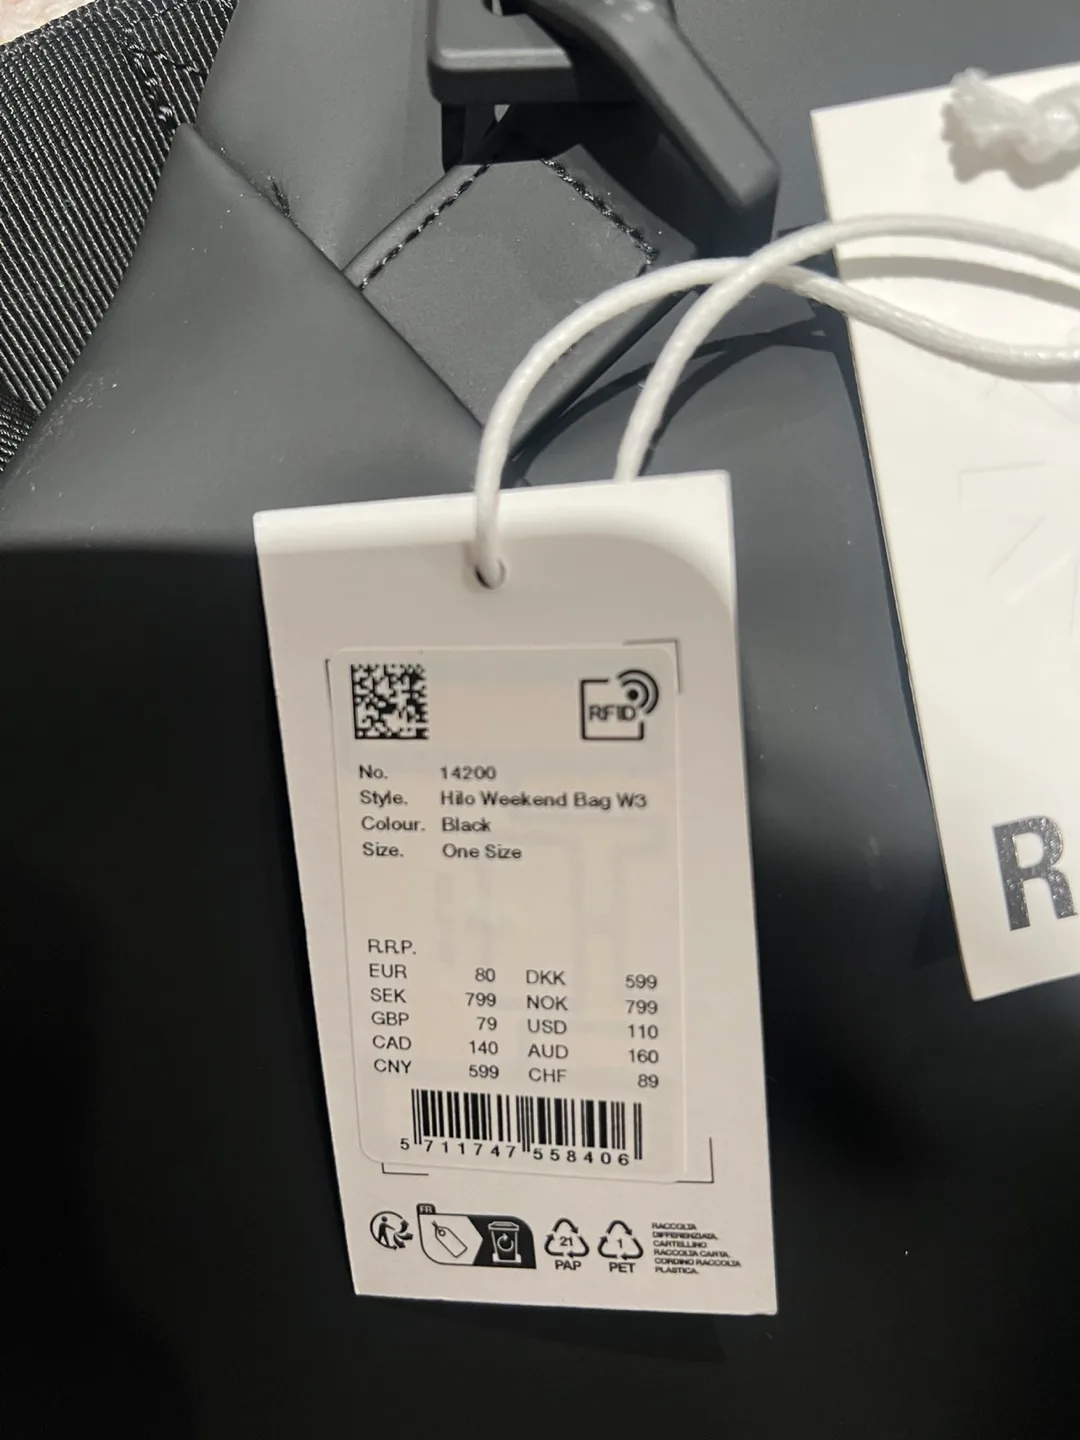 RFID
No. 14200
Style. Hilo Weekend Bag W3
Colour. Black
Size. One Size
R.R.P.
EUR 80 DKK 599
SEK 799 NOK 799
GBP 79 USD 110
CAD 140 AUD 160
CNY 599 CHF 89
5 711747 558406
FR
21
PAP
1
PET
RACCOLTA
DIFFERENZIATA.
CARTELLINO
RACCOLTA CARTA,
CORDINO RACCOLTA
PLASTICA.
R